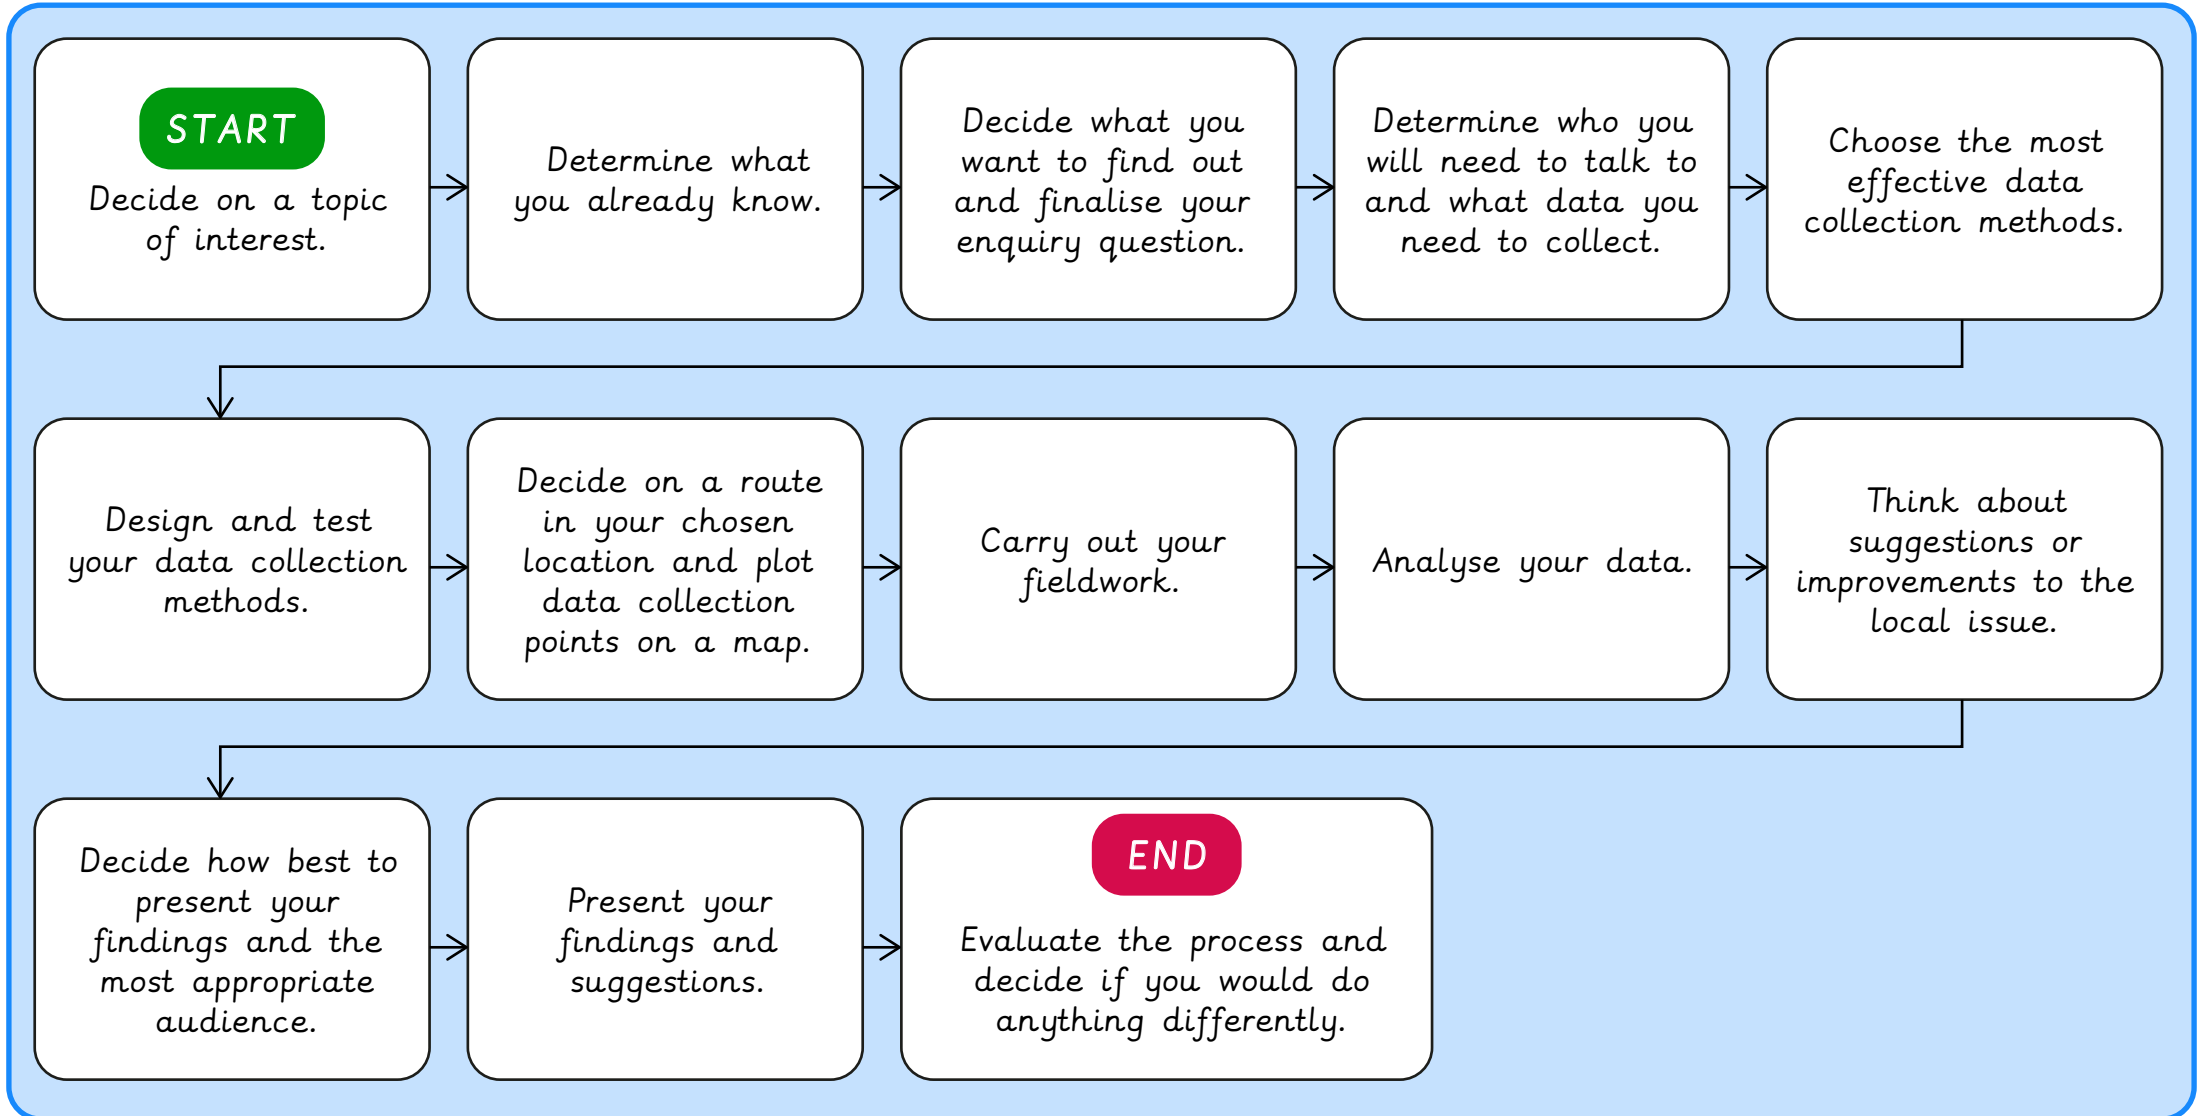 START
Decide on a topic
of interest.
Determine what
you already know.
Decide what you
want to find out
and finalise your
enquiry question.
Determine who you
will need to talk to
and what data you
need to collect.
Choose the most
effective data
collection methods.
Design and test
your data collection
methods.
Decide on a route
in your chosen
location and plot
data collection
points on a map.
Carry out your
fieldwork.
Analyse your data.
Think about
suggestions or
improvements to the
local issue.
Decide how best to
present your
findings and the
most appropriate
audience.
Present your
findings and
suggestions.
END
Evaluate the process and
decide if you would do
anything differently.